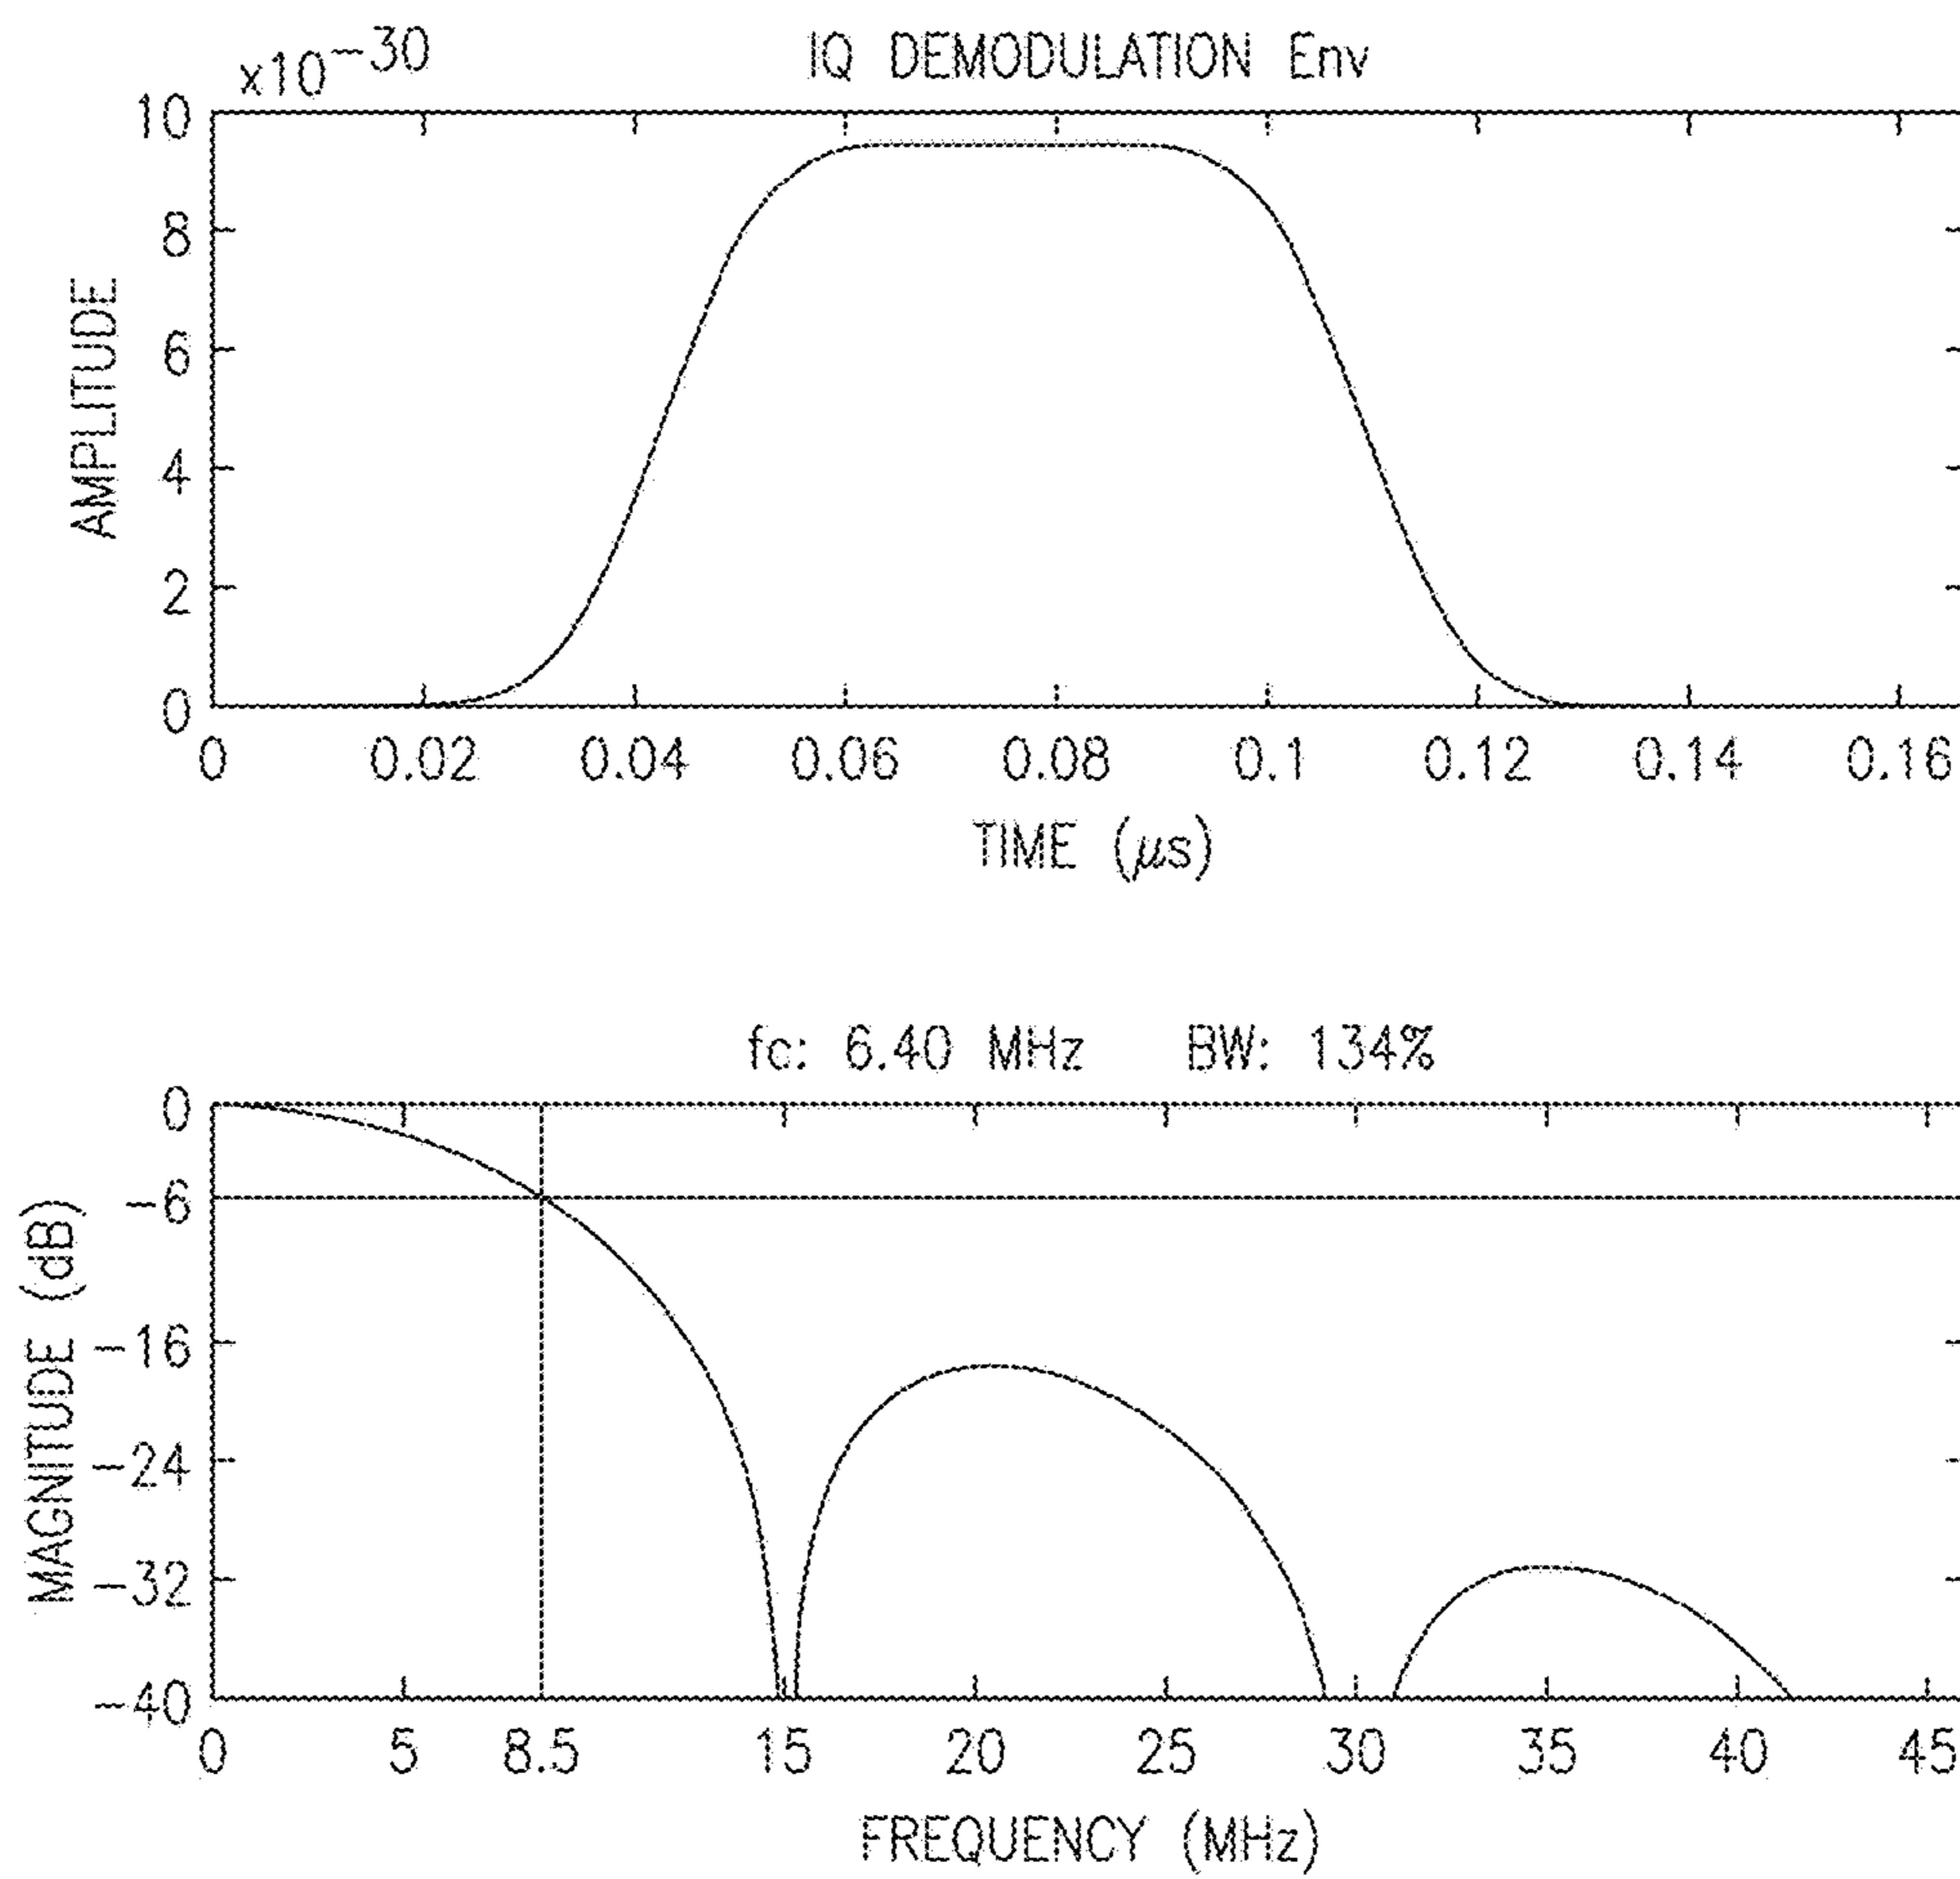 x10−30
IQ DEMODULATION Env
10
8
6
4
2
0
AMPLITUDE
0 0.02 0.04 0.06 0.08 0.1 0.12 0.14 0.16
TIME (μs)
fc: 6.40 MHz BW: 134%
0
−6
−16
−24
−32
−40
MAGNITUDE (dB)
0 5 8.5 15 20 25 30 35 40 45
FREQUENCY (MHz)